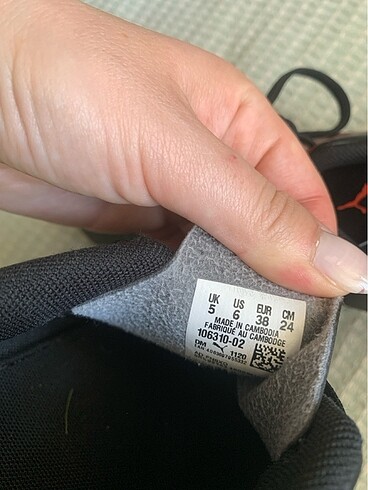 UK US EUR CM
5 6 38 24
MADE IN CAMBODIA
FABRIQUÉ AU CAMBODGE
106310-02
DM 1120